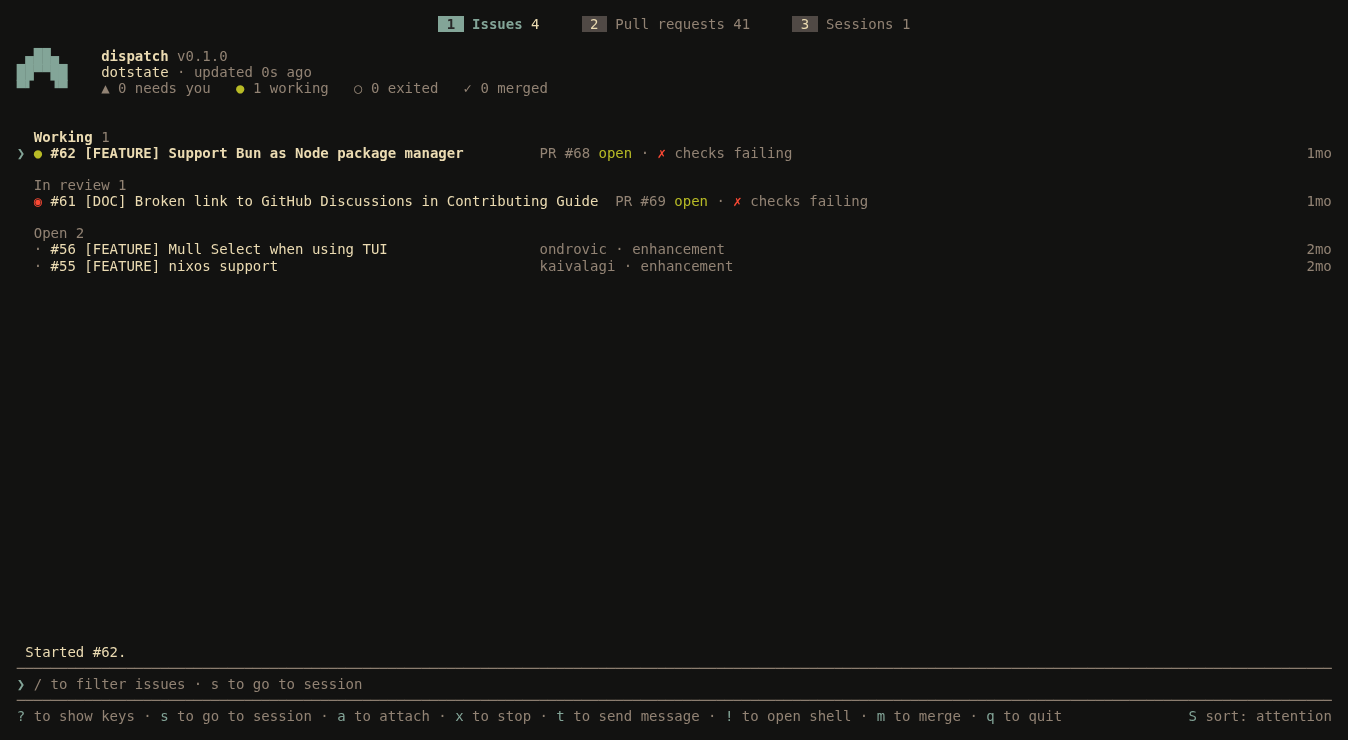 1 Issues 4 2 Pull requests 41 3 Sessions 1
dispatch v0.1.0
dotstate · updated 0s ago
▲ 0 needs you ● 1 working ○ 0 exited ✓ 0 merged
Working 1
❯ ● #62 [FEATURE] Support Bun as Node package manager PR #68 open · ✗ checks failing 1mo
In review 1
◉ #61 [DOC] Broken link to GitHub Discussions in Contributing Guide PR #69 open · ✗ checks failing 1mo
Open 2
· #56 [FEATURE] Mull Select when using TUI ondrovic · enhancement 2mo
· #55 [FEATURE] nixos support kaivalagi · enhancement 2mo
Started #62.
❯ / to filter issues · s to go to session
? to show keys · s to go to session · a to attach · x to stop · t to send message · ! to open shell · m to merge · q to quit S sort: attention